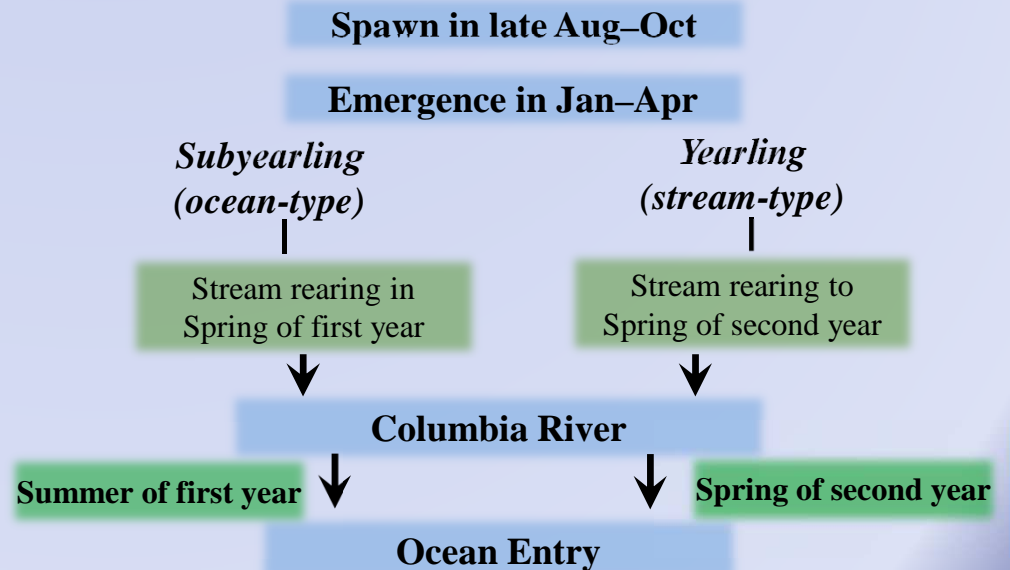 Spawn in late Aug–Oct
Emergence in Jan–Apr
Subyearling
(ocean-type)
Yearling
(stream-type)
Stream rearing in
Spring of first year
Stream rearing to
Spring of second year
Columbia River
Summer of first year
Spring of second year
Ocean Entry